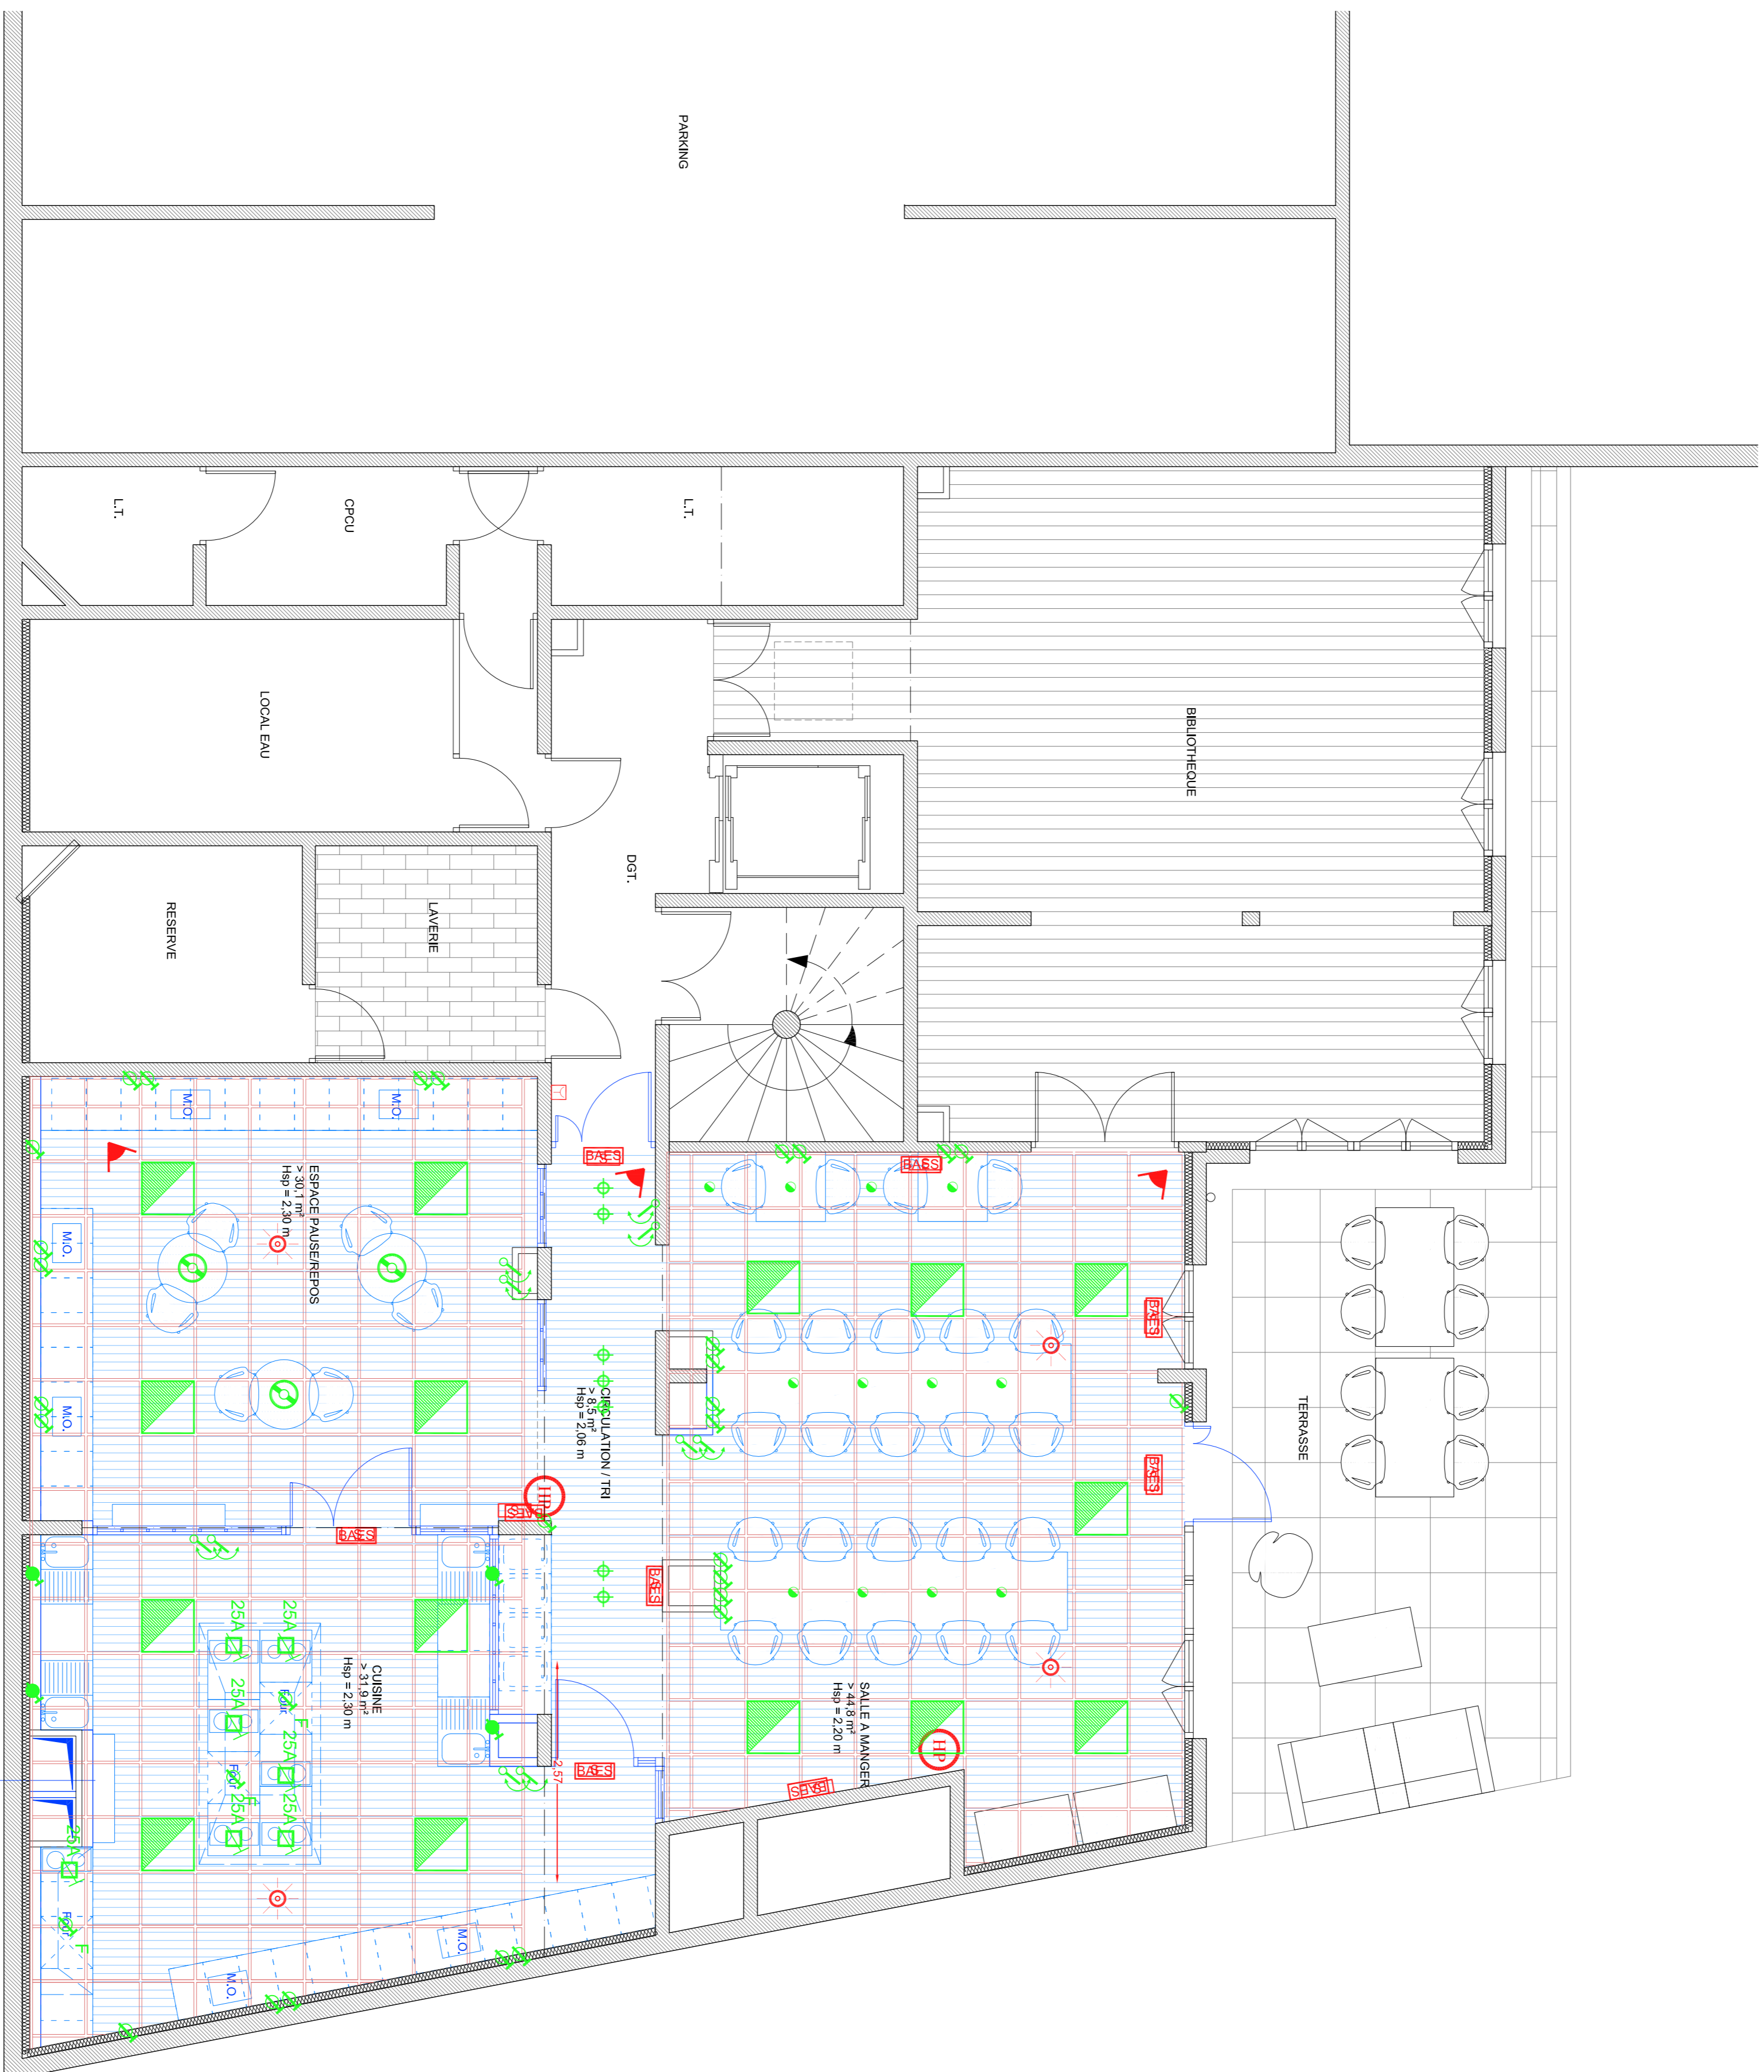 PARKING
L.T.
CPCU
L.T.
LOCAL EAU
BIBLIOTHEQUE
DGT.
RESERVE
LAVERIE
M.O.
M.O.
BAES
BAES
ESPACE PAUSE/REPOS
> 30,1 m²
Hsp = 2,30 m
M.O.
BAES
M.O.
CIRCULATION / TRI
> 8,5 m²
Hsp = 2,06 m
TERRASSE
BAES
HP
BAES
BAES
BAES
25A
25A
CUISINE
> 31,9 m²
Hsp = 2,30 m
25A
Four
F
SALLE A MANGER
> 44,8 m²
Hsp = 2,20 m
HP
25A
Four
F
25A
25A
2,57
BAES
BAES
25A
Four
F
M.O.
M.O.